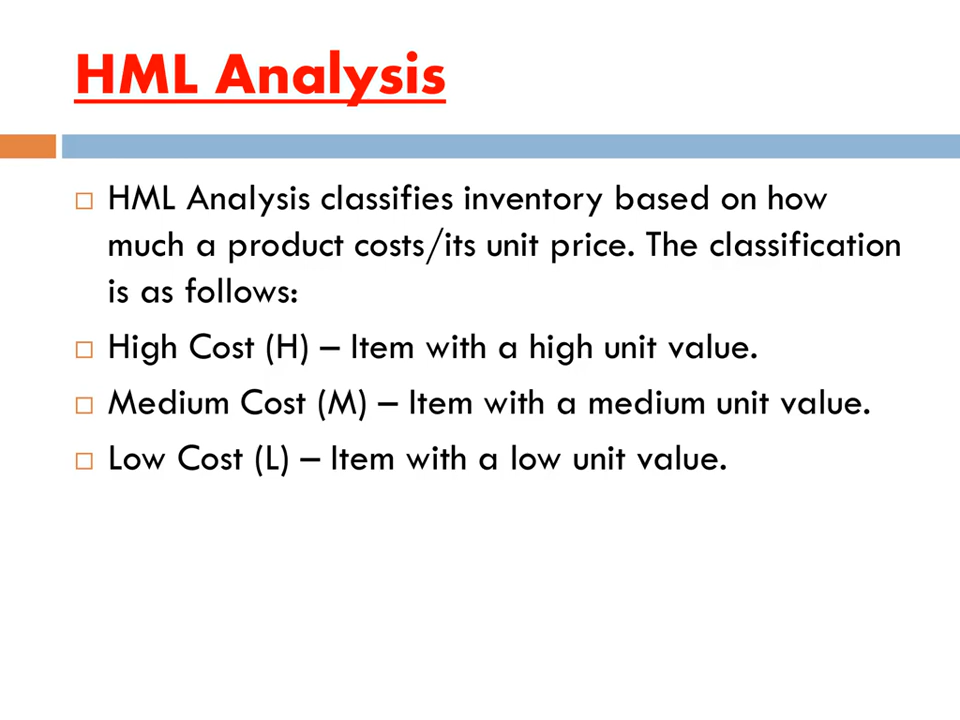 HML Analysis
HML Analysis classifies inventory based on how
much a product costs/its unit price. The classification
is as follows:
High Cost (H) – Item with a high unit value.
Medium Cost (M) – Item with a medium unit value.
Low Cost (L) – Item with a low unit value.